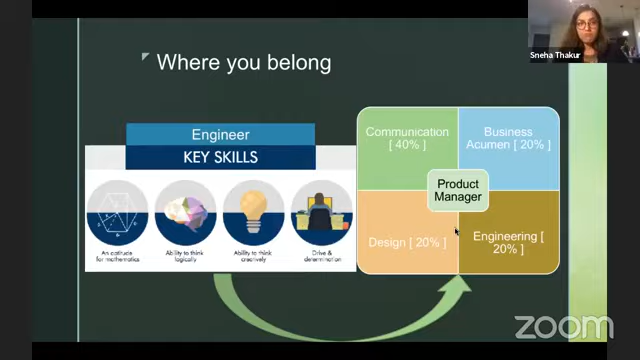 Sneha Thakur
Where you belong
Engineer
KEY SKILLS
An aptitude
for mathematics
Ability to think
logically
Ability to think
creatively
Drive &
determination
Communication
[ 40% ]
Business
Acumen [ 20% ]
Product
Manager
Design [ 20% ]
Engineering [
20% ]
zoom